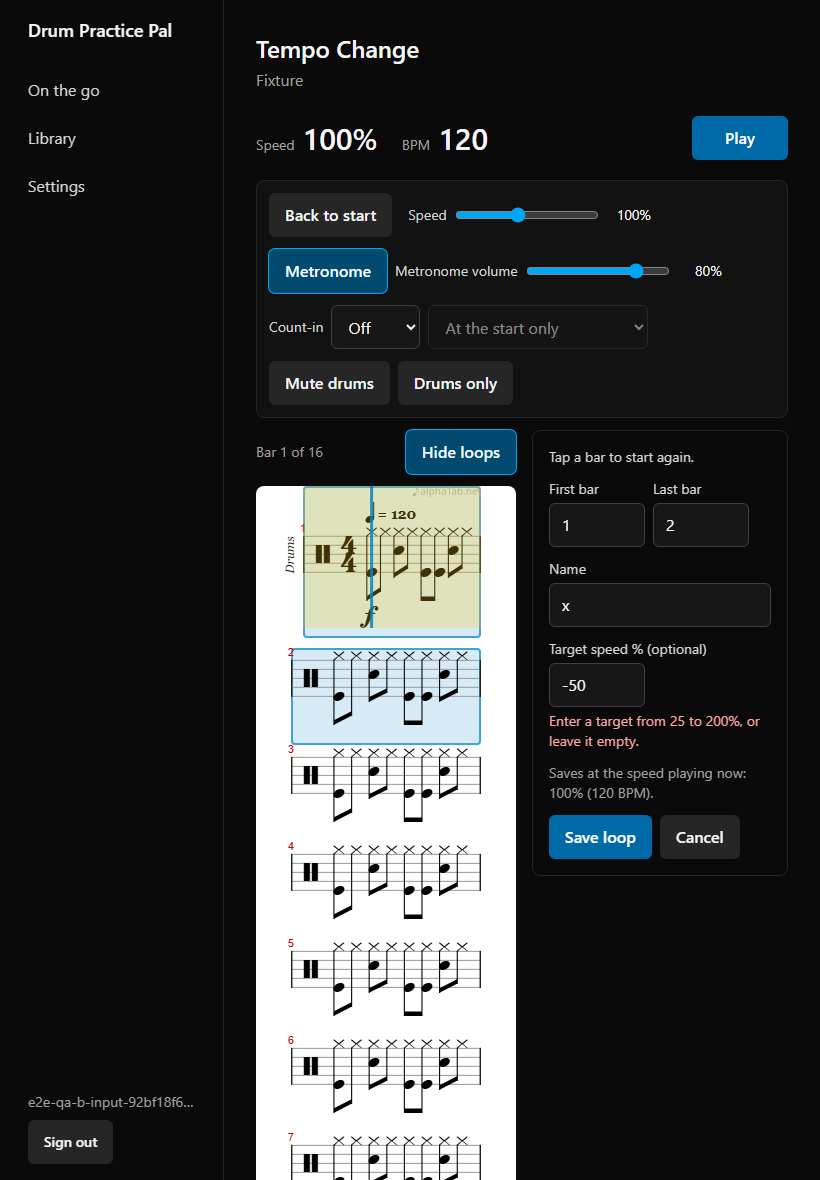 Drum Practice Pal
On the go
Library
Settings
e2e-qa-b-input-92bf18f6...
Sign out
Tempo Change
Fixture
Speed 100% BPM 120
Play
Back to start Speed 100%
Metronome Metronome volume 80%
Count-in Off At the start only
Mute drums Drums only
Bar 1 of 16
Hide loops
alphaTab.net
= 120
1
Drums
4
4
f
2
3
4
5
6
7
Tap a bar to start again.
First bar Last bar
1 2
Name
x
Target speed % (optional)
-50
Enter a target from 25 to 200%, or
leave it empty.
Saves at the speed playing now:
100% (120 BPM).
Save loop Cancel